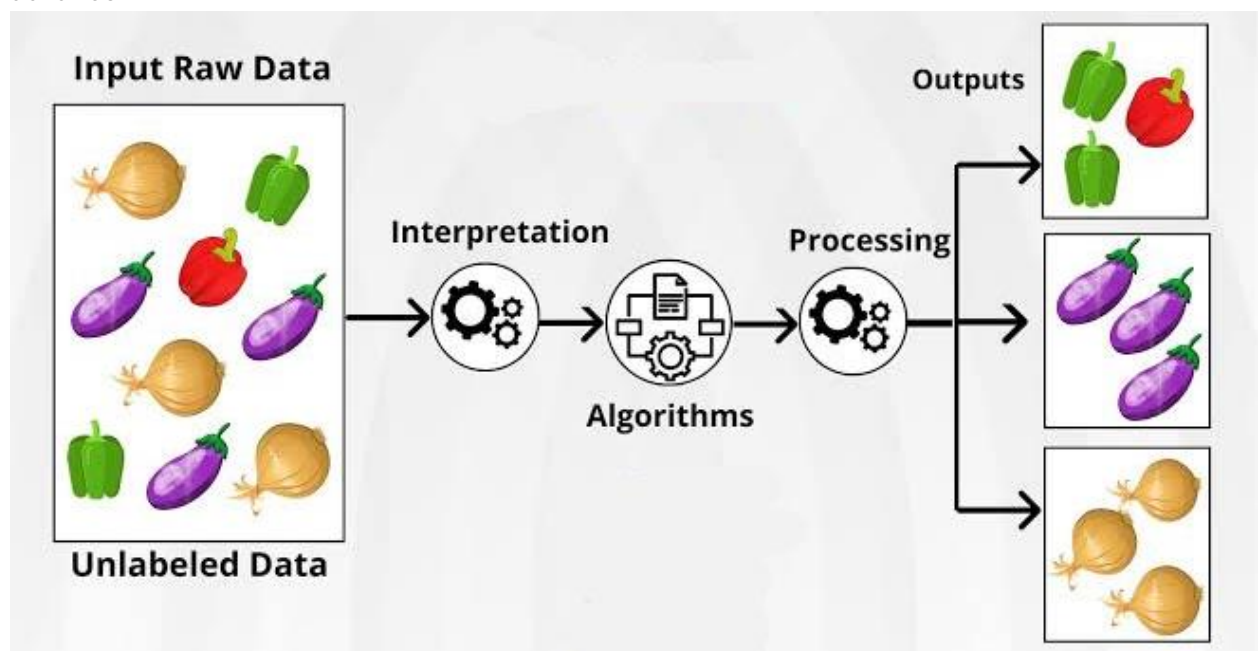 Input Raw Data
Outputs
Interpretation
Processing
Algorithms
Unlabeled Data